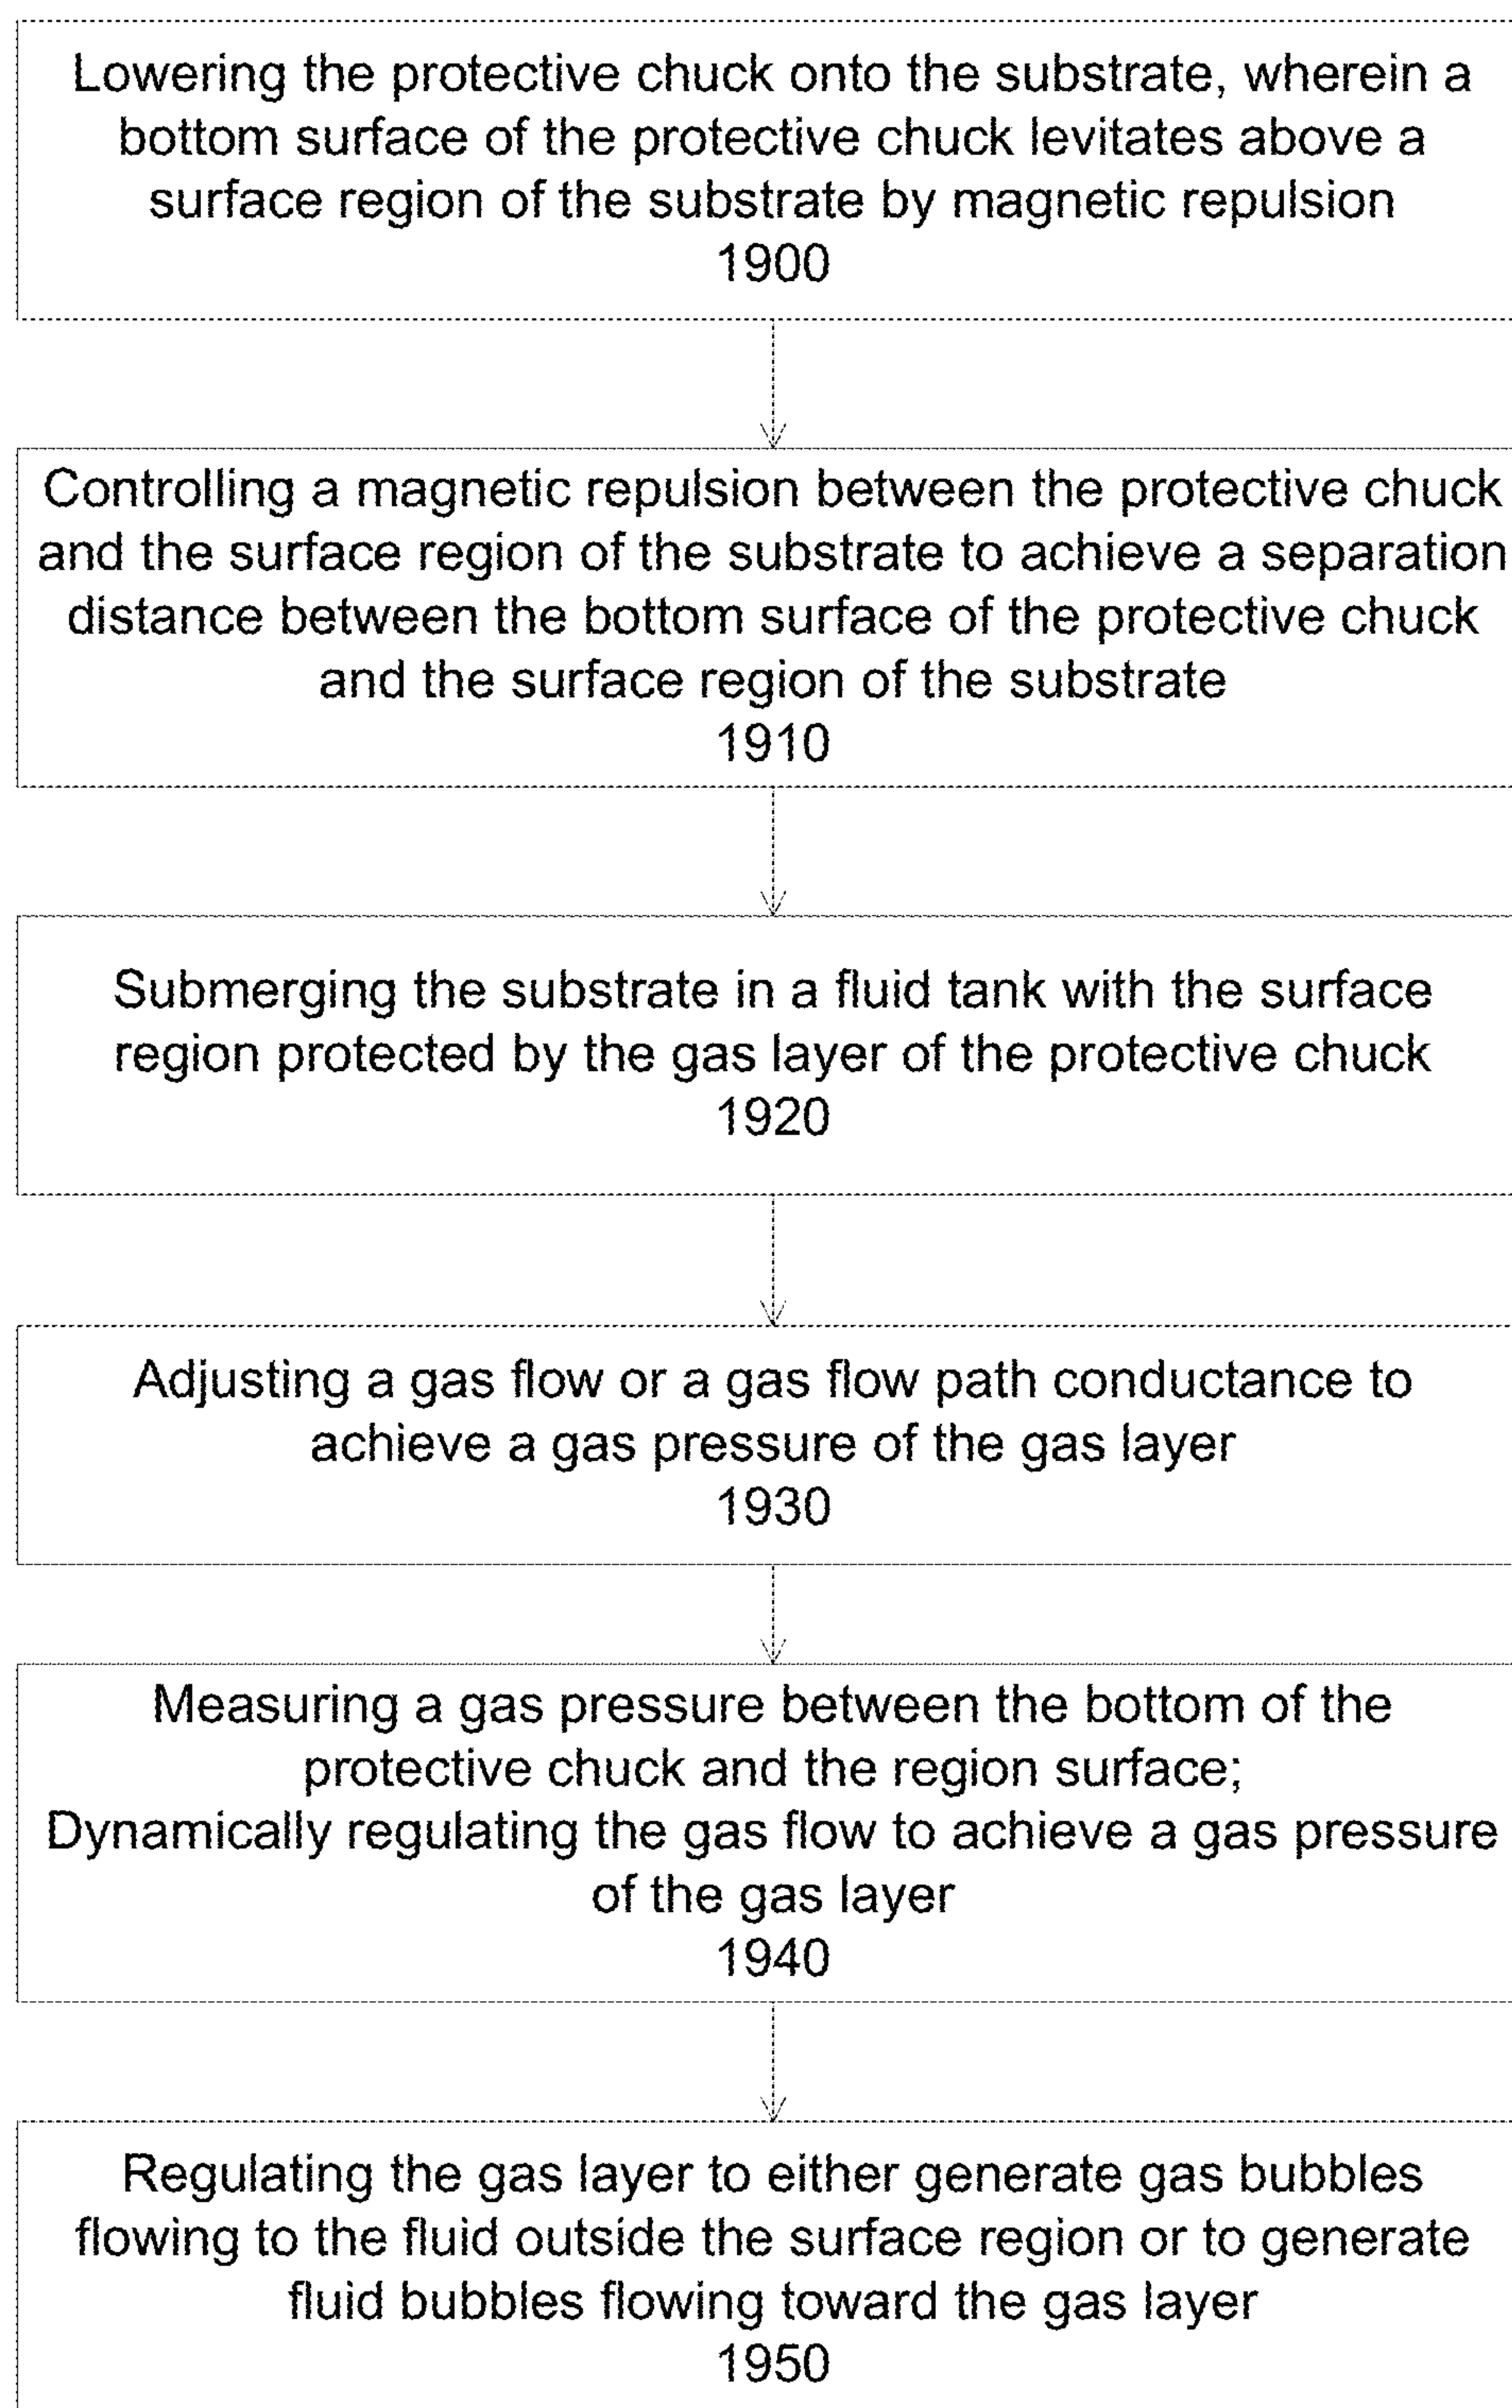 Lowering the protective chuck onto the substrate, wherein a
bottom surface of the protective chuck levitates above a
surface region of the substrate by magnetic repulsion
1900
Controlling a magnetic repulsion between the protective chuck
and the surface region of the substrate to achieve a separation
distance between the bottom surface of the protective chuck
and the surface region of the substrate
1910
Submerging the substrate in a fluid tank with the surface
region protected by the gas layer of the protective chuck
1920
Adjusting a gas flow or a gas flow path conductance to
achieve a gas pressure of the gas layer
1930
Measuring a gas pressure between the bottom of the
protective chuck and the region surface;
Dynamically regulating the gas flow to achieve a gas pressure
of the gas layer
1940
Regulating the gas layer to either generate gas bubbles
flowing to the fluid outside the surface region or to generate
fluid bubbles flowing toward the gas layer
1950